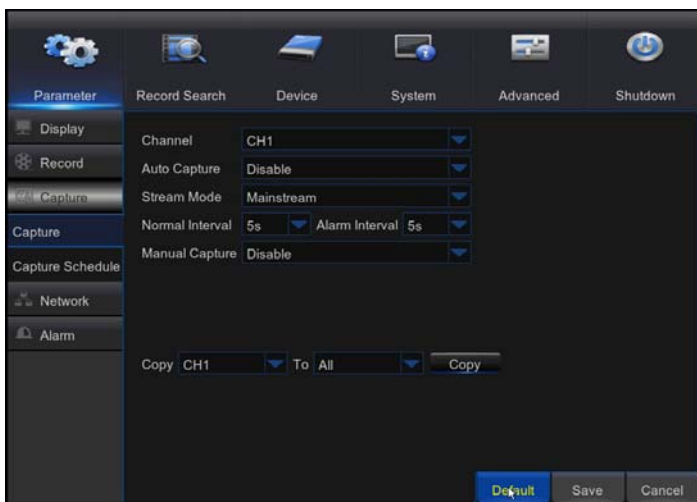 Parameter Record Search Device System Advanced Shutdown
Display
Record
Capture
Capture
Capture Schedule
Network
Alarm
Channel CH1
Auto Capture Disable
Stream Mode Mainstream
Normal Interval 5s Alarm Interval 5s
Manual Capture Disable
Copy CH1 To All Copy
Default Save Cancel